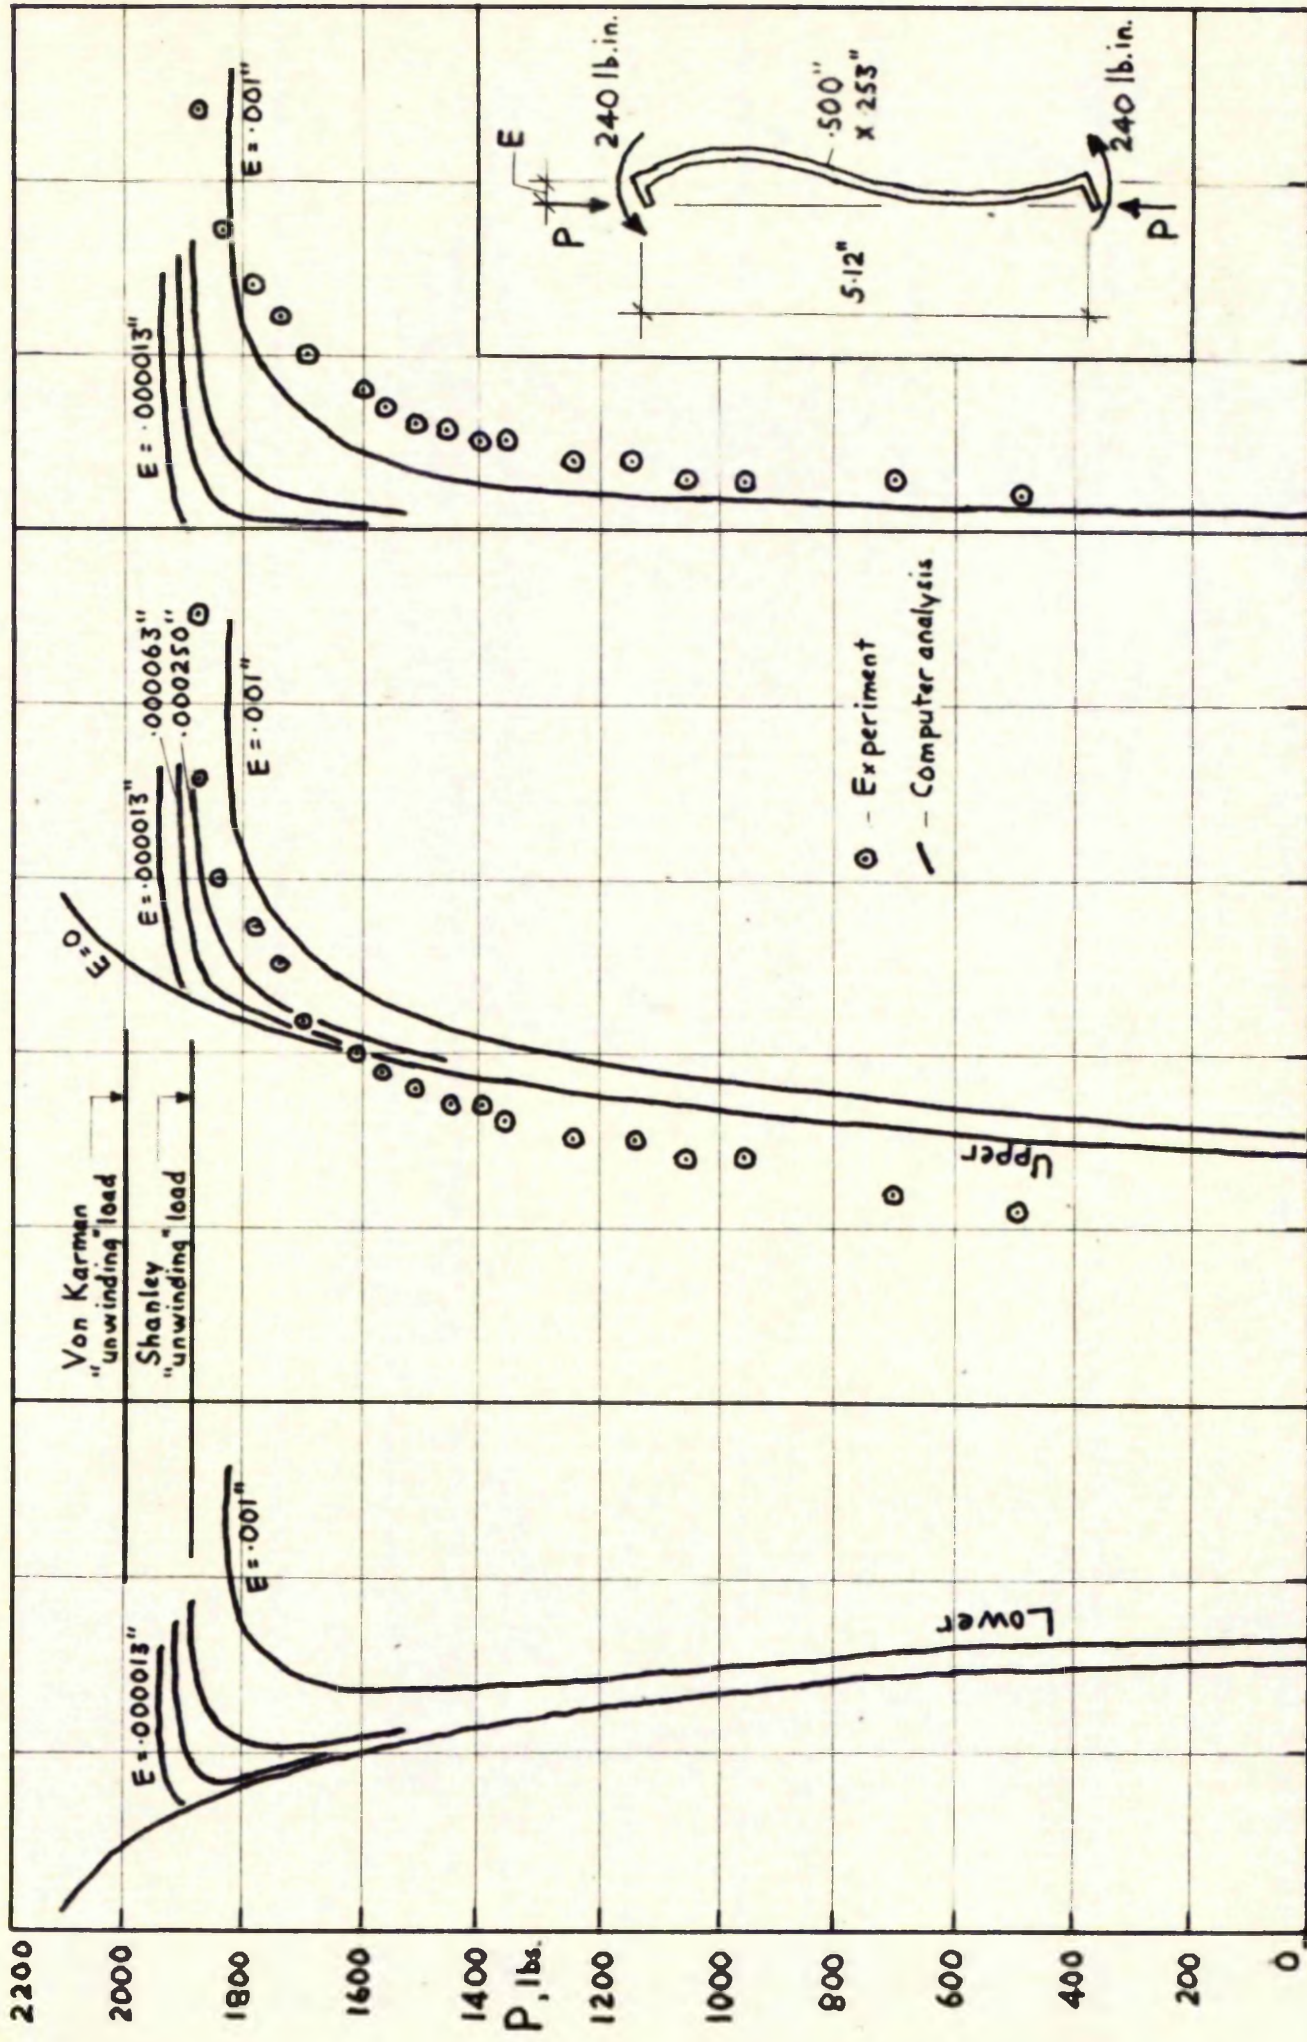 2200
2000
1800
1600
1400
P, lbs.
1200
1000
800
600
400
200
0
Von Karman
"unwinding" load
Shanley
"unwinding" load
E=·000013"
E=·001"
Lower
E=0
E=·000013"
·000063"
·000250"
E=·001"
Upper
⊙ - Experiment
– Computer analysis
E=·000013"
E=·001"
P
E
240 lb.in.
5·12"
·500"
x ·253"
P
240 lb.in.